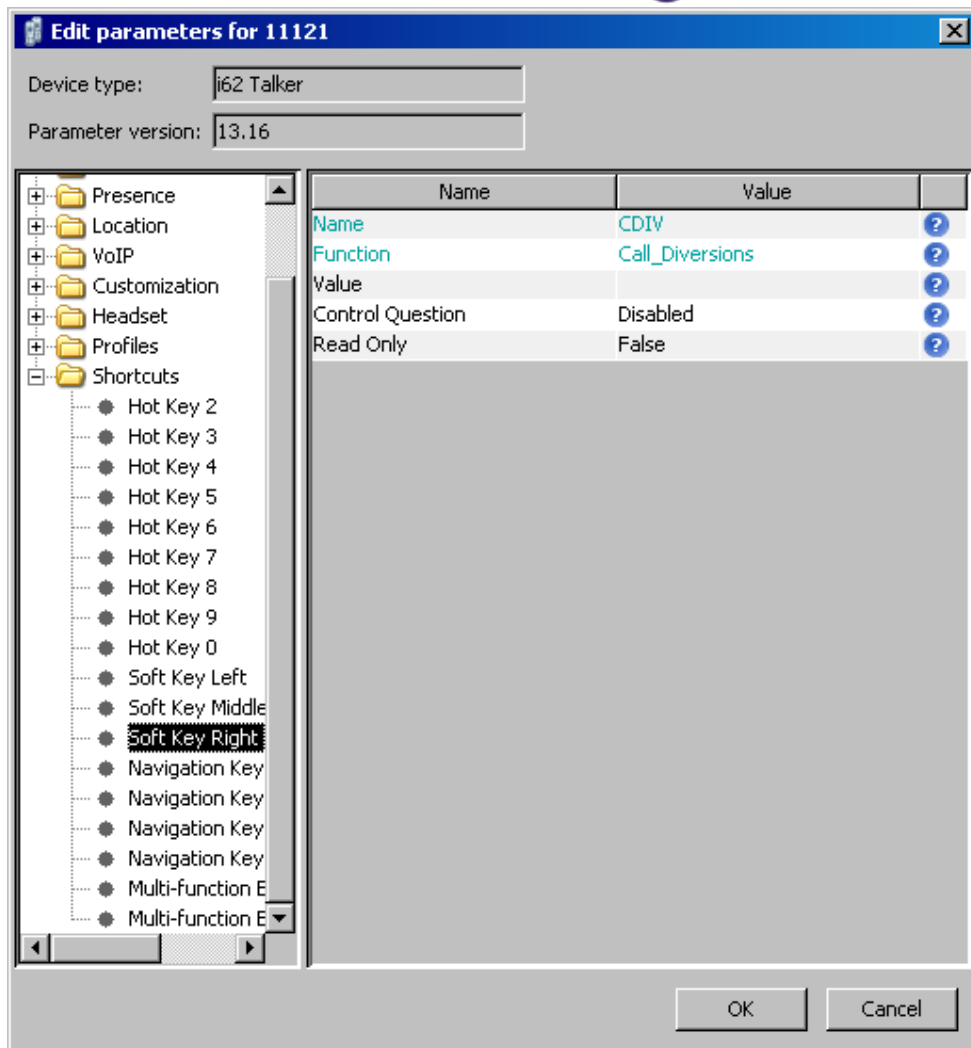 Edit parameters for 11121
Device type: i62 Talker
Parameter version: 13.16
Presence
Location
VoIP
Customization
Headset
Profiles
Shortcuts
Hot Key 2
Hot Key 3
Hot Key 4
Hot Key 5
Hot Key 6
Hot Key 7
Hot Key 8
Hot Key 9
Hot Key 0
Soft Key Left
Soft Key Middle
Soft Key Right
Navigation Key
Navigation Key
Navigation Key
Navigation Key
Multi-function E
Multi-function E
Name Value
Name CDIV ?
Function Call_Diversions ?
Value ?
Control Question Disabled ?
Read Only False ?
OK Cancel